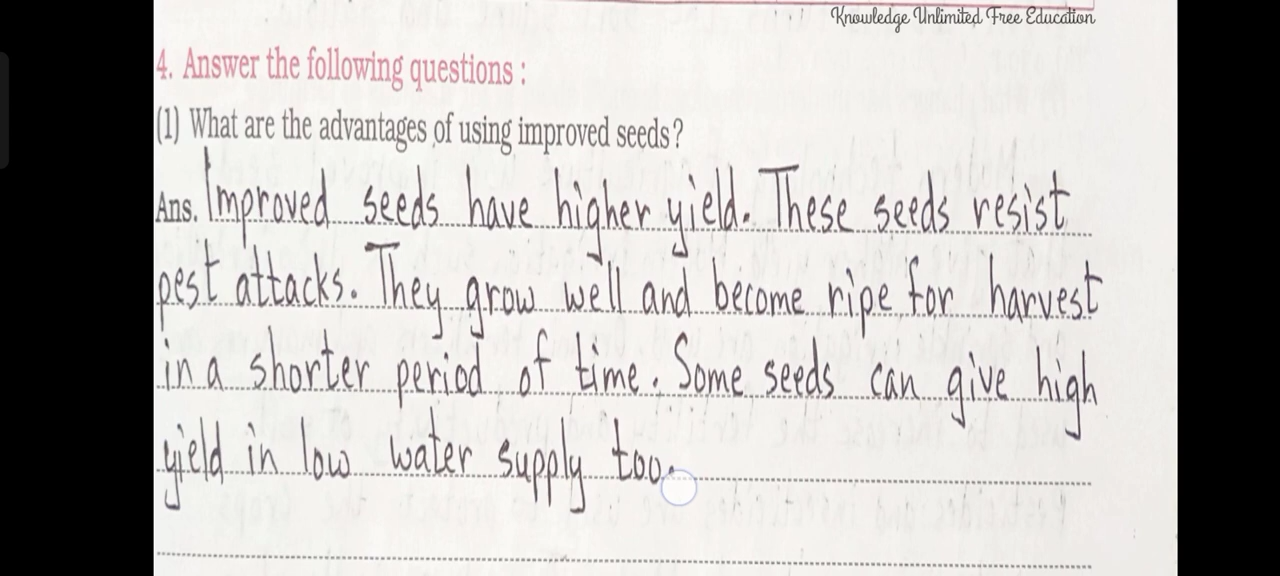 Knowledge Unlimited Free Education
4. Answer the following questions :
(1) What are the advantages of using improved seeds?
Ans. Improved seeds have higher yield. These seeds resist
pest attacks. They grow well and become ripe for harvest
in a shorter period of time. Some seeds can give high
yield in low water supply too.